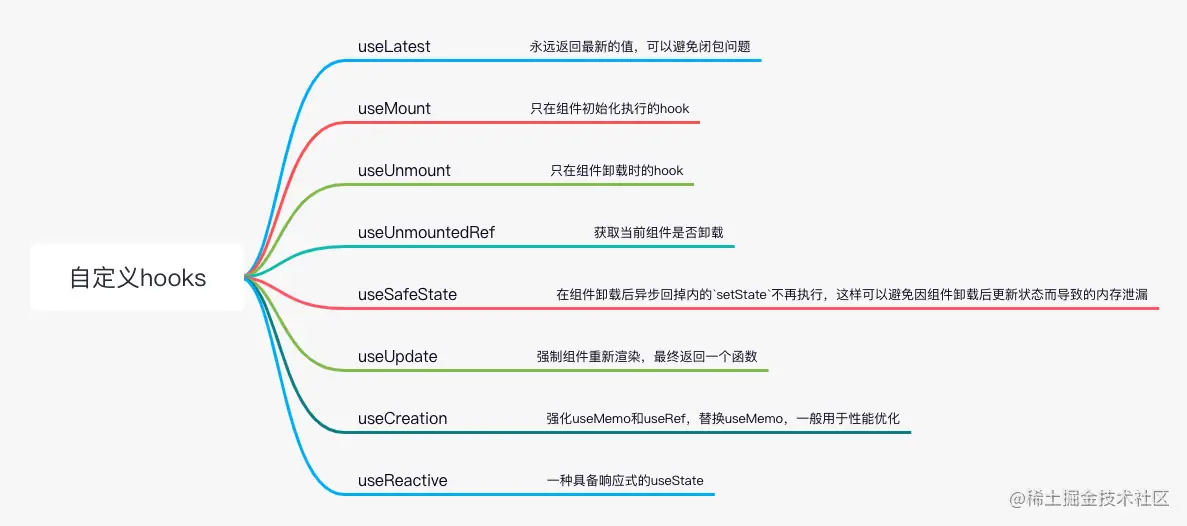 useLatest 永远返回最新的值，可以避免闭包问题
useMount 只在组件初始化执行的hook
useUnmount 只在组件卸载时的hook
useUnmountedRef 获取当前组件是否卸载
自定义hooks
useSafeState 在组件卸载后异步回掉内的`setState`不再执行，这样可以避免因组件卸载后更新状态而导致的内存泄漏
useUpdate 强制组件重新渲染，最终返回一个函数
useCreation 强化useMemo和useRef，替换useMemo，一般用于性能优化
useReactive 一种具备响应式的useState
@稀土掘金技术社区